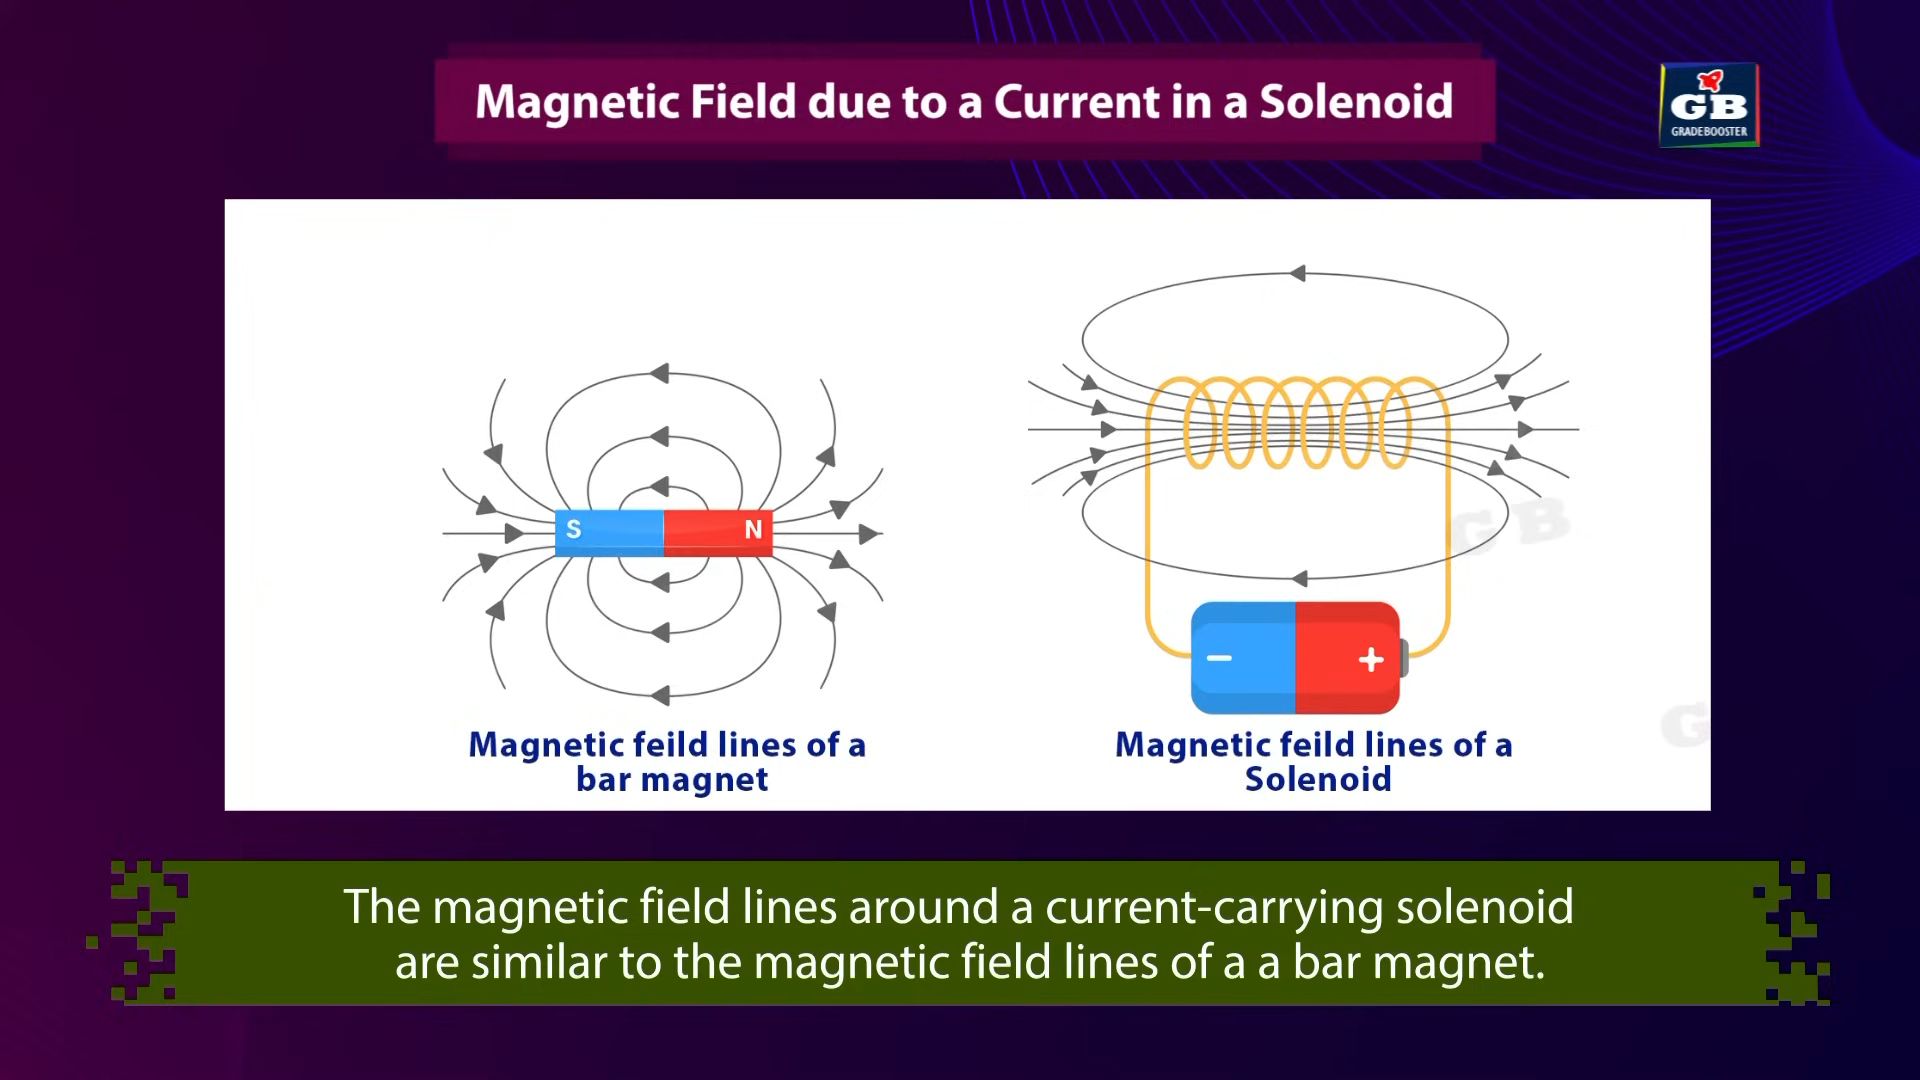 Magnetic Field due to a Current in a Solenoid
GB
GRADEBOOSTER
S
N
−
+
GB
G
Magnetic feild lines of a
bar magnet
Magnetic feild lines of a
Solenoid
The magnetic field lines around a current-carrying solenoid
are similar to the magnetic field lines of a a bar magnet.